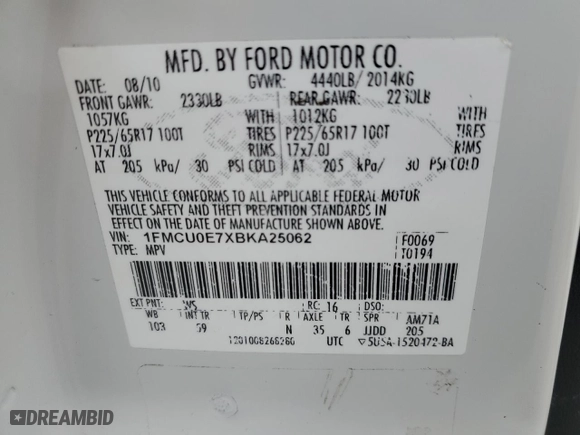 MFD. BY FORD MOTOR CO.
DATE: 08/10 GVWR: 4440LB/ 2014KG
FRONT GAWR: 2330LB REAR GAWR: 2230LB
1057KG WITH 1012KG WITH
P225/65R17 100T TIRES P225/65R17 100T TIRES
17x7.0J RIMS 17x7.0J RIMS
AT 205 kPa/ 30 PSI COLD AT 205 kPa/ 30 PSI COLD
THIS VEHICLE CONFORMS TO ALL APPLICABLE FEDERAL MOTOR
VEHICLE SAFETY AND THEFT PREVENTION STANDARDS IN
EFFECT ON THE DATE OF MANUFACTURE SHOWN ABOVE.
VIN: 1FMCU0E7XBKA25062 F0069
TYPE: MPV T0194
EXT PNT: WS RC: 16 DSO:
WB INT TR TP/PS R AXLE TR SPR AM71A
103 59 N 35 6 JJDD 205
UTC
DREAMBID